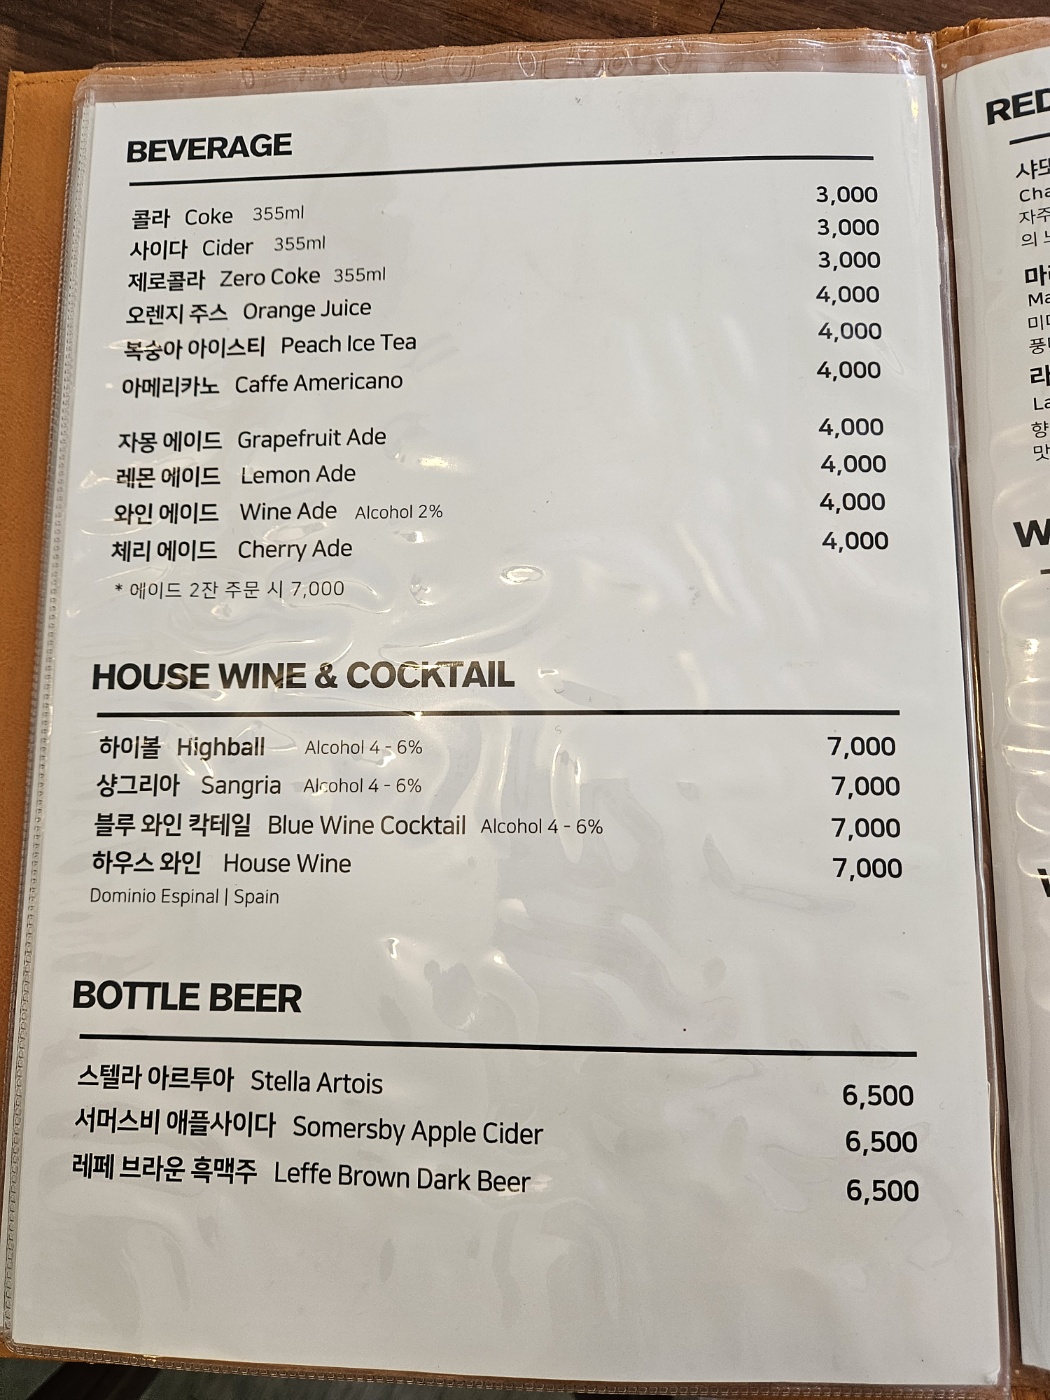 BEVERAGE
콜라 Coke 355ml 3,000
사이다 Cider 355ml 3,000
제로콜라 Zero Coke 355ml 3,000
오렌지 주스 Orange Juice 4,000
복숭아 아이스티 Peach Ice Tea 4,000
아메리카노 Caffe Americano 4,000
자몽 에이드 Grapefruit Ade 4,000
레몬 에이드 Lemon Ade 4,000
와인 에이드 Wine Ade Alcohol 2% 4,000
체리 에이드 Cherry Ade 4,000
* 에이드 2잔 주문 시 7,000
HOUSE WINE & COCKTAIL
하이볼 Highball Alcohol 4 - 6% 7,000
샹그리아 Sangria Alcohol 4 - 6% 7,000
블루 와인 칵테일 Blue Wine Cocktail Alcohol 4 - 6% 7,000
하우스 와인 House Wine 7,000
Dominio Espinal | Spain
BOTTLE BEER
스텔라 아르투아 Stella Artois 6,500
서머스비 애플사이다 Somersby Apple Cider 6,500
레페 브라운 흑맥주 Leffe Brown Dark Beer 6,500
RED